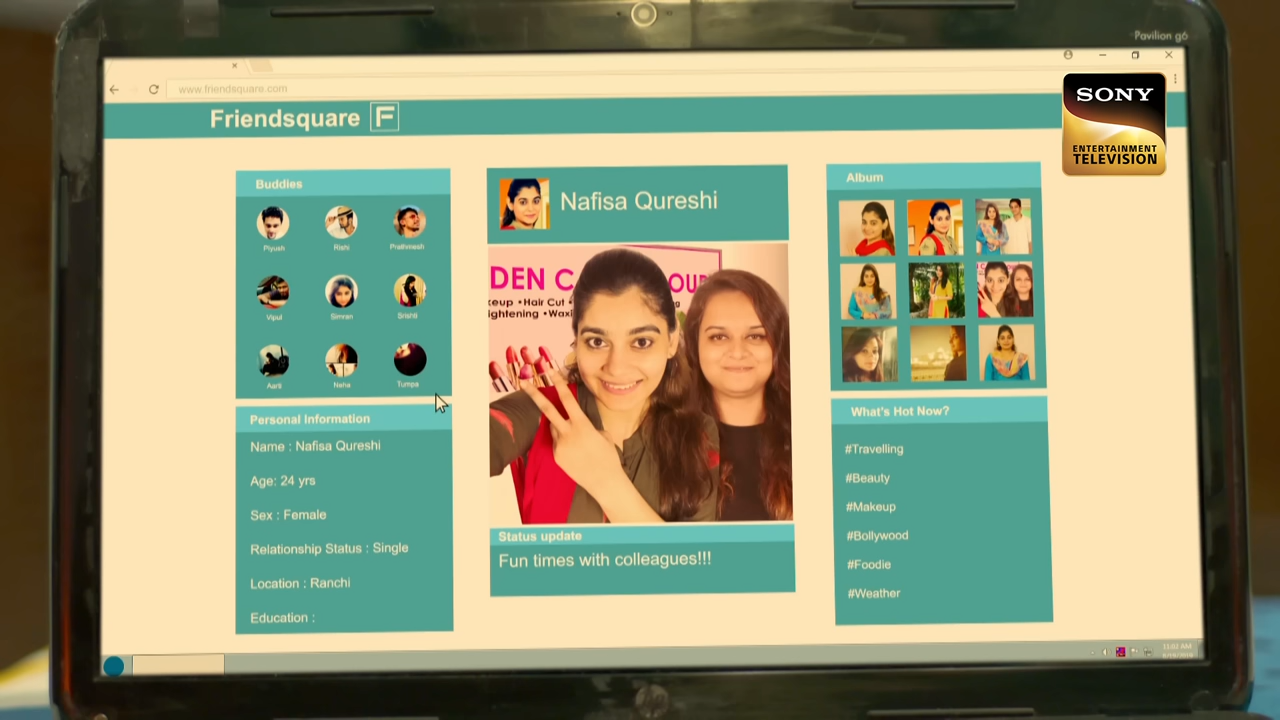 Pavilion g6
www.friendsquare.com
Friendsquare F
SONY
ENTERTAINMENT
TELEVISION
Buddies
Piyush
Rishi
Prathmesh
Vipul
Simran
Srishti
Aarti
Neha
Tumpa
Personal Information
Name : Nafisa Qureshi
Age: 24 yrs
Sex : Female
Relationship Status : Single
Location : Ranchi
Education :
Nafisa Qureshi
DEN C
OUR
keup •Hair Cut •
ightening •Waxi
Status update
Fun times with colleagues!!!
Album
What's Hot Now?
#Travelling
#Beauty
#Makeup
#Bollywood
#Foodie
#Weather
11:02 AM